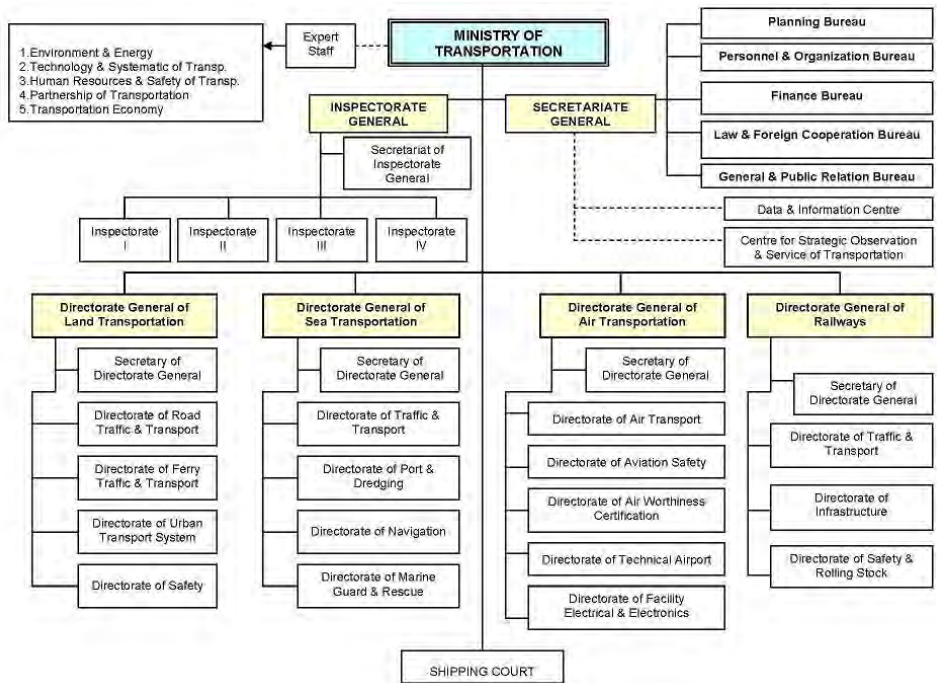 MINISTRY OF
TRANSPORTATION
Expert
Staff
1.Environment & Energy
2.Technology & Systematic of Transp.
3.Human Resources & Safety of Transp.
4.Partnership of Transportation
5.Transportation Economy
Planning Bureau
Personnel & Organization Bureau
Finance Bureau
Law & Foreign Cooperation Bureau
General & Public Relation Bureau
INSPECTORATE
GENERAL
SECRETARIATE
GENERAL
Secretariat of
Inspectorate
General
Inspectorate
I
Inspectorate
II
Inspectorate
III
Inspectorate
IV
Data & Information Centre
Centre for Strategic Observation
& Service of Transportation
Directorate General of
Land Transportation
Secretary of
Directorate General
Directorate of Road
Traffic & Transport
Directorate of Ferry
Traffic & Transport
Directorate of Urban
Transport System
Directorate of Safety
Directorate General of
Sea Transportation
Secretary of
Directorate General
Directorate of Traffic &
Transport
Directorate of Port &
Dredging
Directorate of Navigation
Directorate of Marine
Guard & Rescue
Directorate General of
Air Transportation
Secretary of
Directorate General
Directorate of Air Transport
Directorate of Aviation Safety
Directorate of Air Worthiness
Certification
Directorate of Technical Airport
Directorate of Facility
Electrical & Electronics
Directorate General of
Railways
Secretary of
Directorate General
Directorate of Traffic &
Transport
Directorate of
Infrastructure
Directorate of Safety &
Rolling Stock
SHIPPING COURT